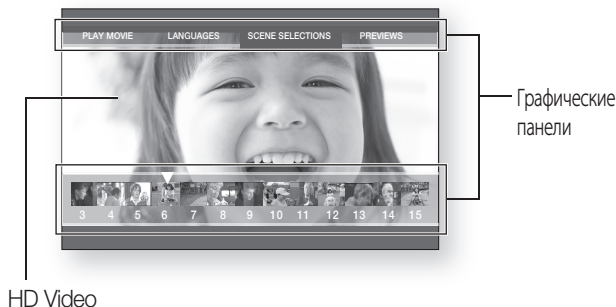 PLAY MOVIE LANGUAGES SCENE SELECTIONS PREVIEWS
Графические
панели
3 4 5 6 7 8 9 10 11 12 13 14 15
HD Video